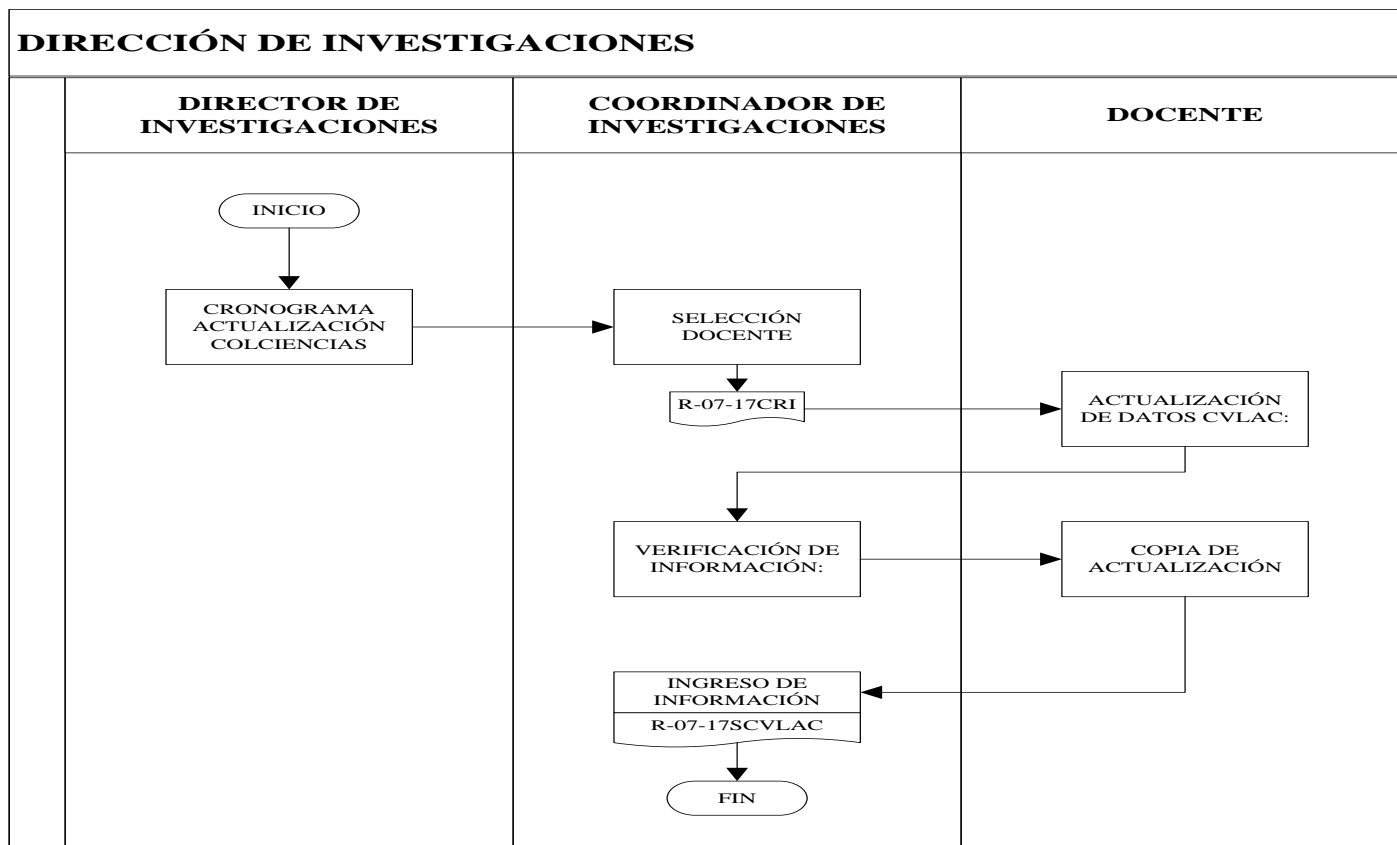 DIRECCIÓN DE INVESTIGACIONES
DIRECTOR DE
INVESTIGACIONES
COORDINADOR DE
INVESTIGACIONES
DOCENTE
INICIO
CRONOGRAMA
ACTUALIZACIÓN
COLCIENCIAS
SELECCIÓN
DOCENTE
R-07-17CRI
ACTUALIZACIÓN
DE DATOS CVLAC:
VERIFICACIÓN DE
INFORMACIÓN:
COPIA DE
ACTUALIZACIÓN
INGRESO DE
INFORMACIÓN
R-07-17SCVLAC
FIN